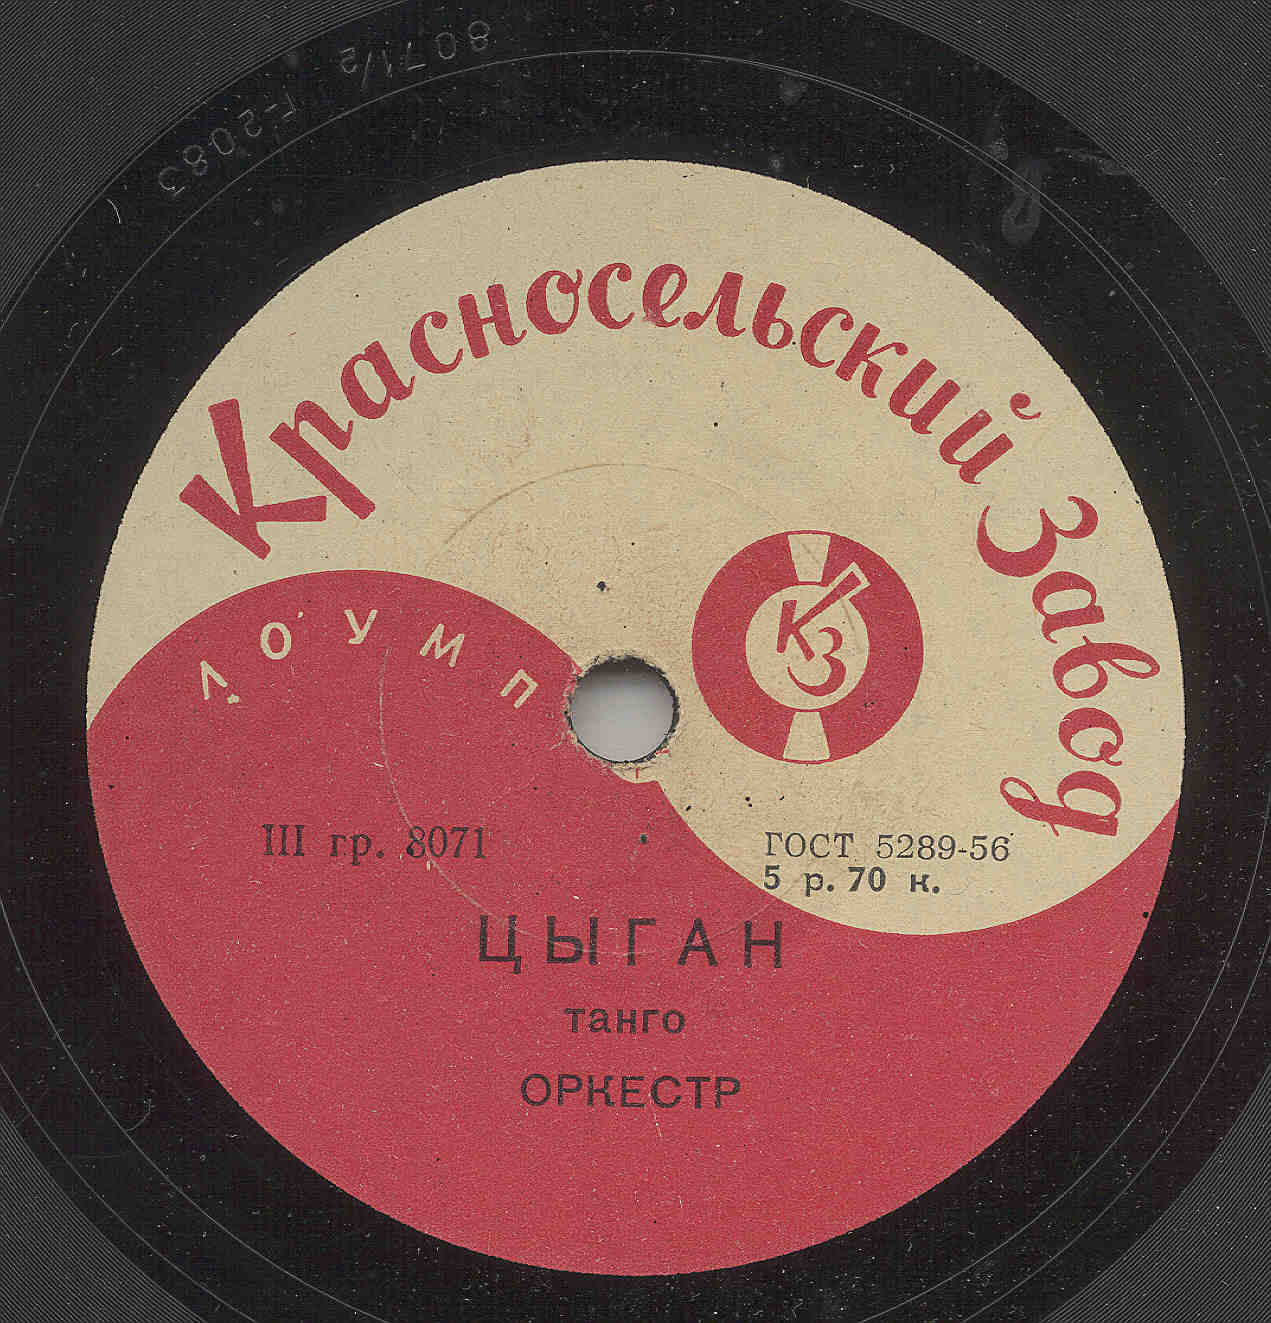 8071/2
Г-2083
Красносельский Завод
ЛОУМП
КЗ
III гр. 8071
ГОСТ 5289-56
5 р. 70 к.
ЦЫГАН
танго
ОРКЕСТР